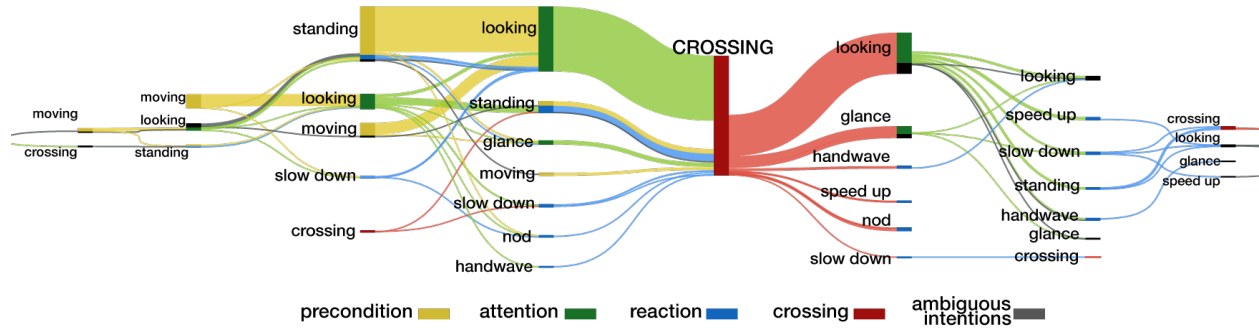 moving
crossing
moving
looking
standing
standing
looking
moving
slow down
crossing
looking
standing
glance
moving
slow down
nod
handwave
CROSSING
looking
glance
handwave
speed up
nod
slow down
looking
speed up
slow down
standing
handwave
glance
crossing
crossing
looking
glance
speed up
precondition
attention
reaction
crossing
ambiguous
intentions